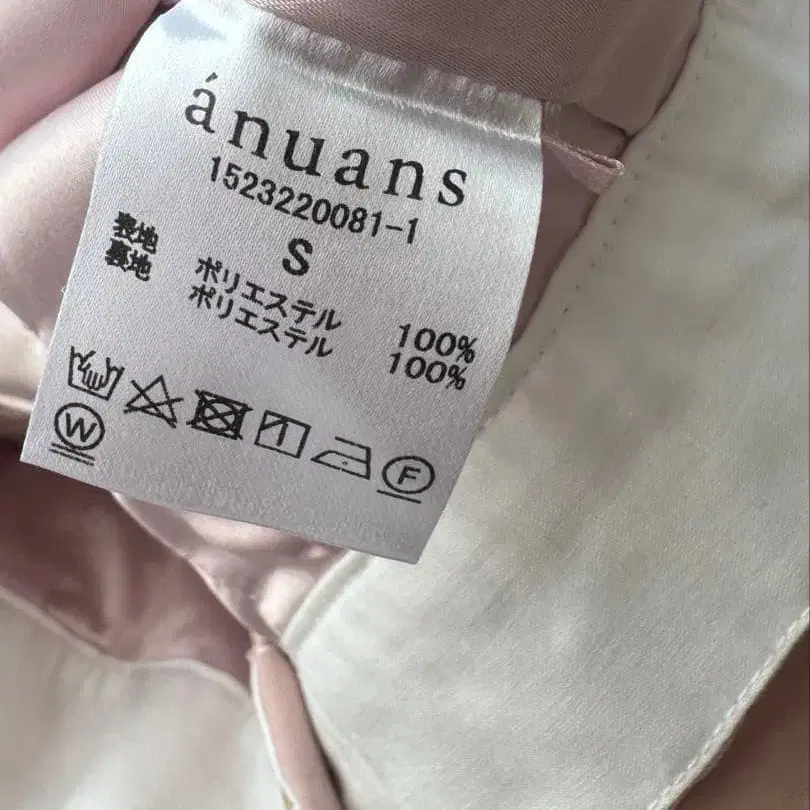 ánuans
1523220081-1
S
表地 ポリエステル 100%
裏地 ポリエステル 100%
F
W